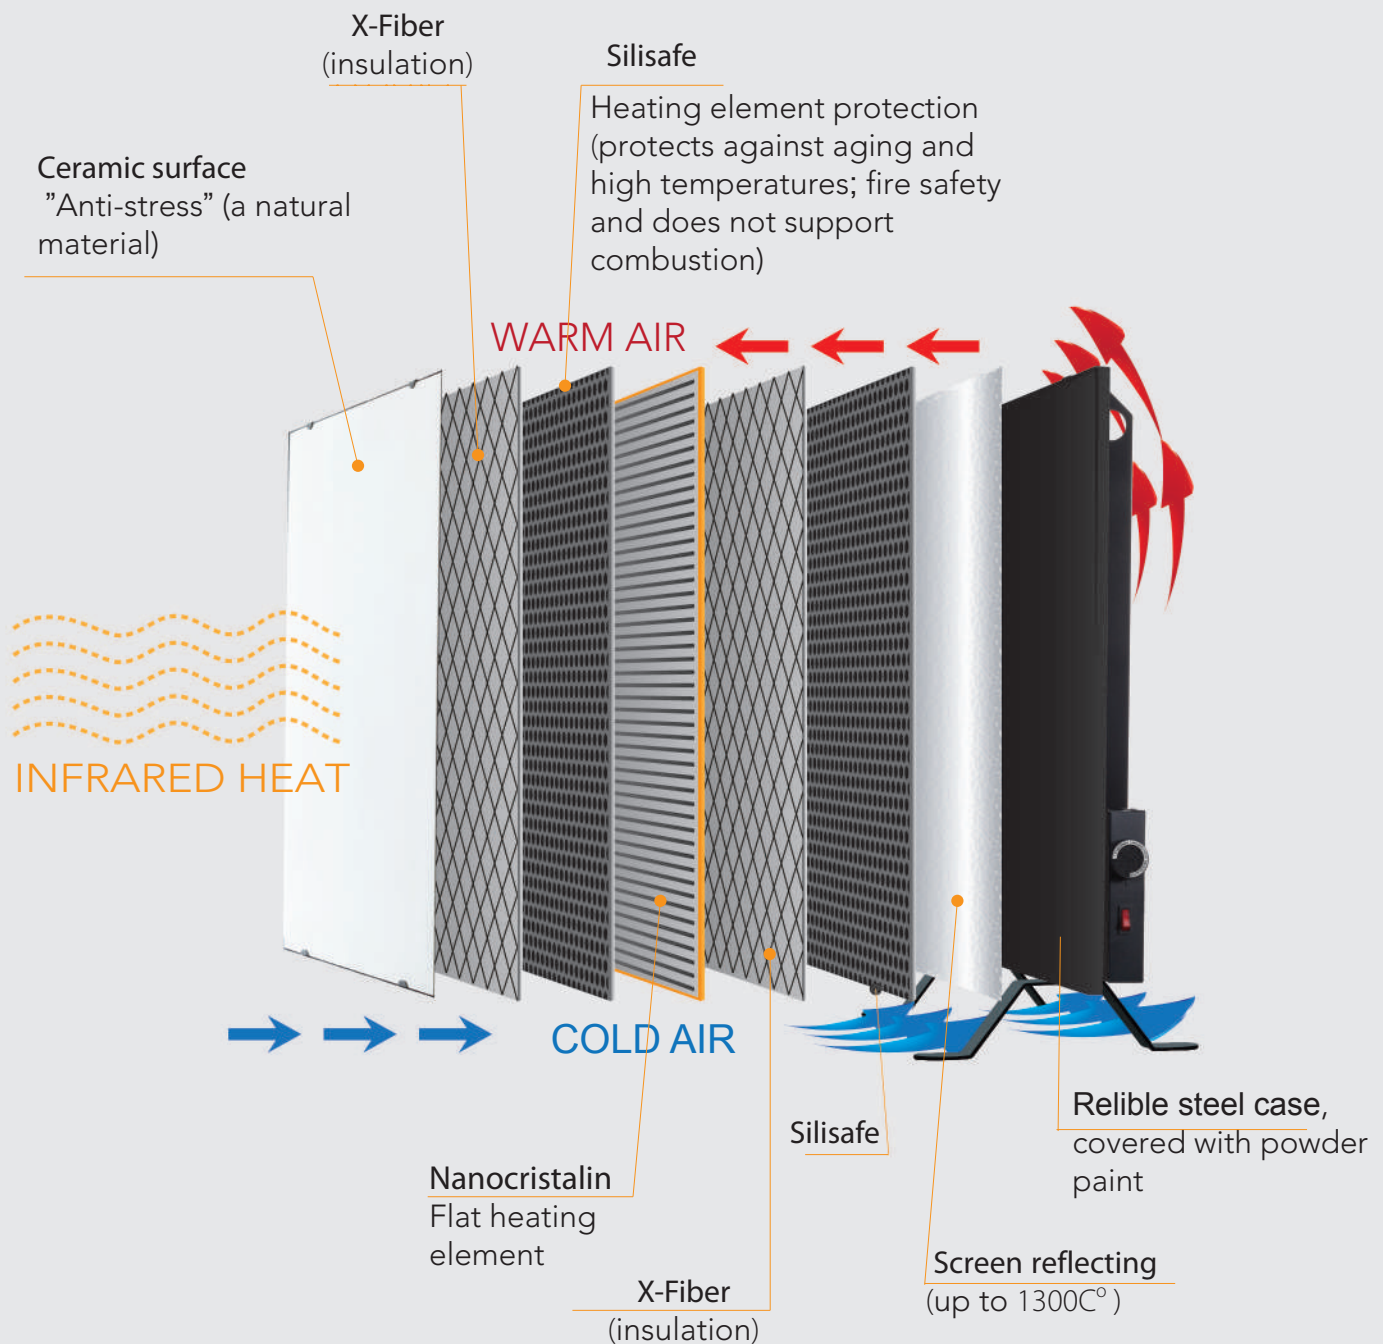 X-Fiber
(insulation)
Silisafe
Heating element protection
(protects against aging and
high temperatures; fire safety
and does not support
combustion)
Ceramic surface
"Anti-stress" (a natural
material)
WARM AIR
INFRARED HEAT
COLD AIR
Silisafe
Relible steel case,
covered with powder
paint
Nanocristalin
Flat heating
element
Screen reflecting
(up to 1300C°)
X-Fiber
(insulation)